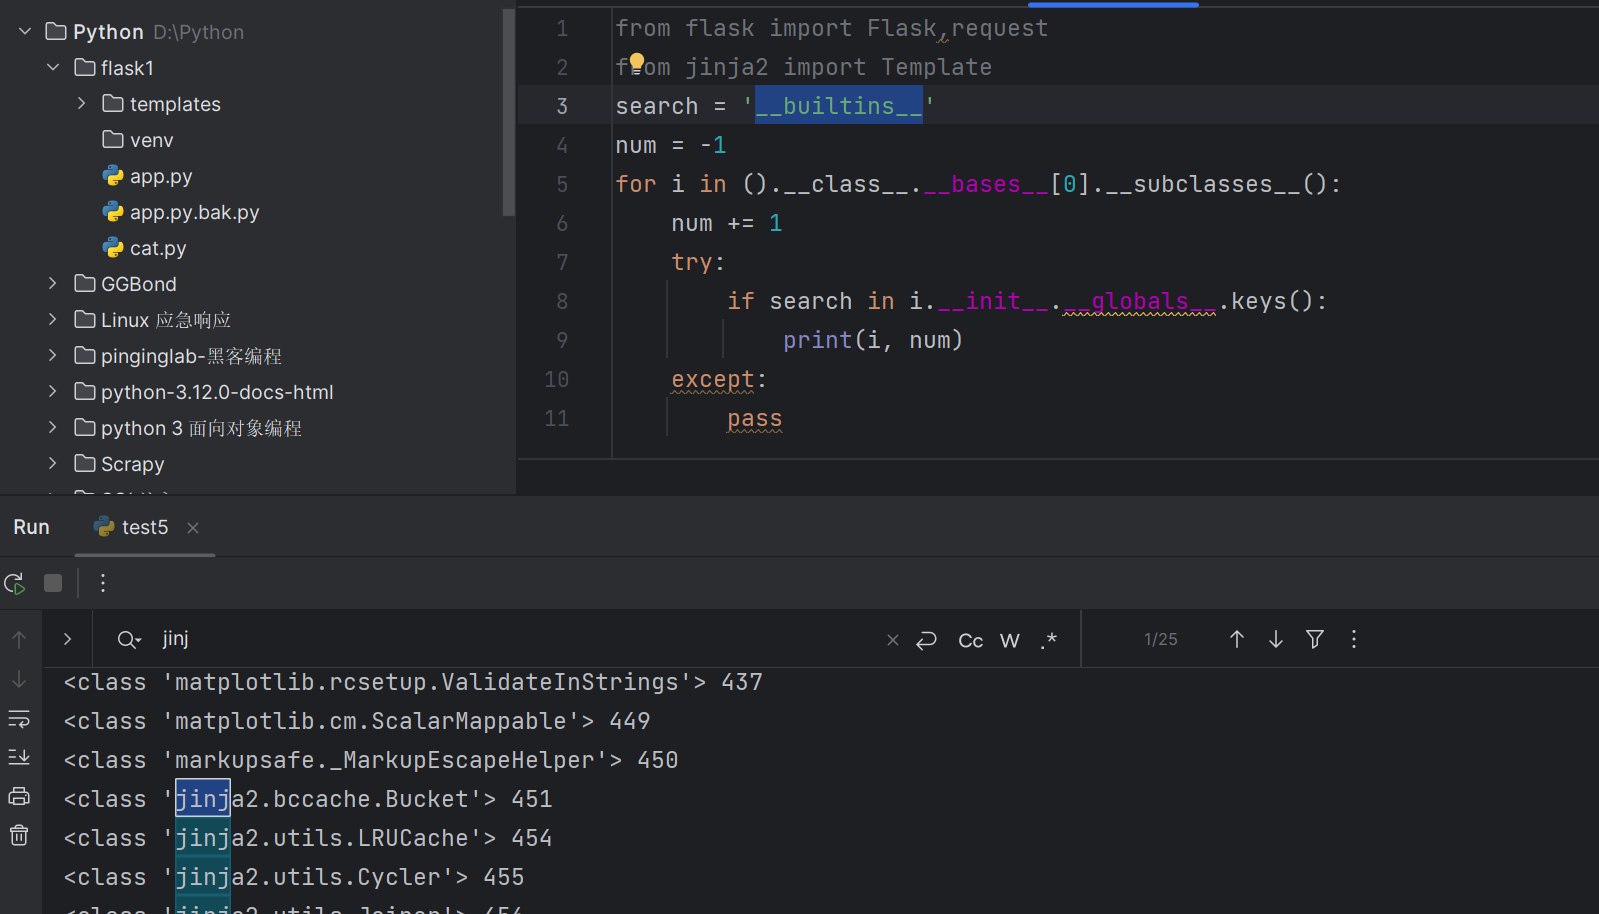 Python D:\Python
flask1
templates
venv
app.py
app.py.bak.py
cat.py
GGBond
Linux 应急响应
pinginglab-黑客编程
python-3.12.0-docs-html
python 3 面向对象编程
Scrapy
1 from flask import Flask,request
2 from jinja2 import Template
3 search = '__builtins__'
4 num = -1
5 for i in ().__class__.__bases__[0].__subclasses__():
6 num += 1
7 try:
8 if search in i.__init__.__globals__.keys():
9 print(i, num)
10 except:
11 pass
Run test5
jinj Cc W .* 1/25
<class 'matplotlib.rcsetup.ValidateInStrings'> 437
<class 'matplotlib.cm.ScalarMappable'> 449
<class 'markupsafe._MarkupEscapeHelper'> 450
<class 'jinja2.bccache.Bucket'> 451
<class 'jinja2.utils.LRUCache'> 454
<class 'jinja2.utils.Cycler'> 455
<class 'jinja2.utils.Joiner'> 456